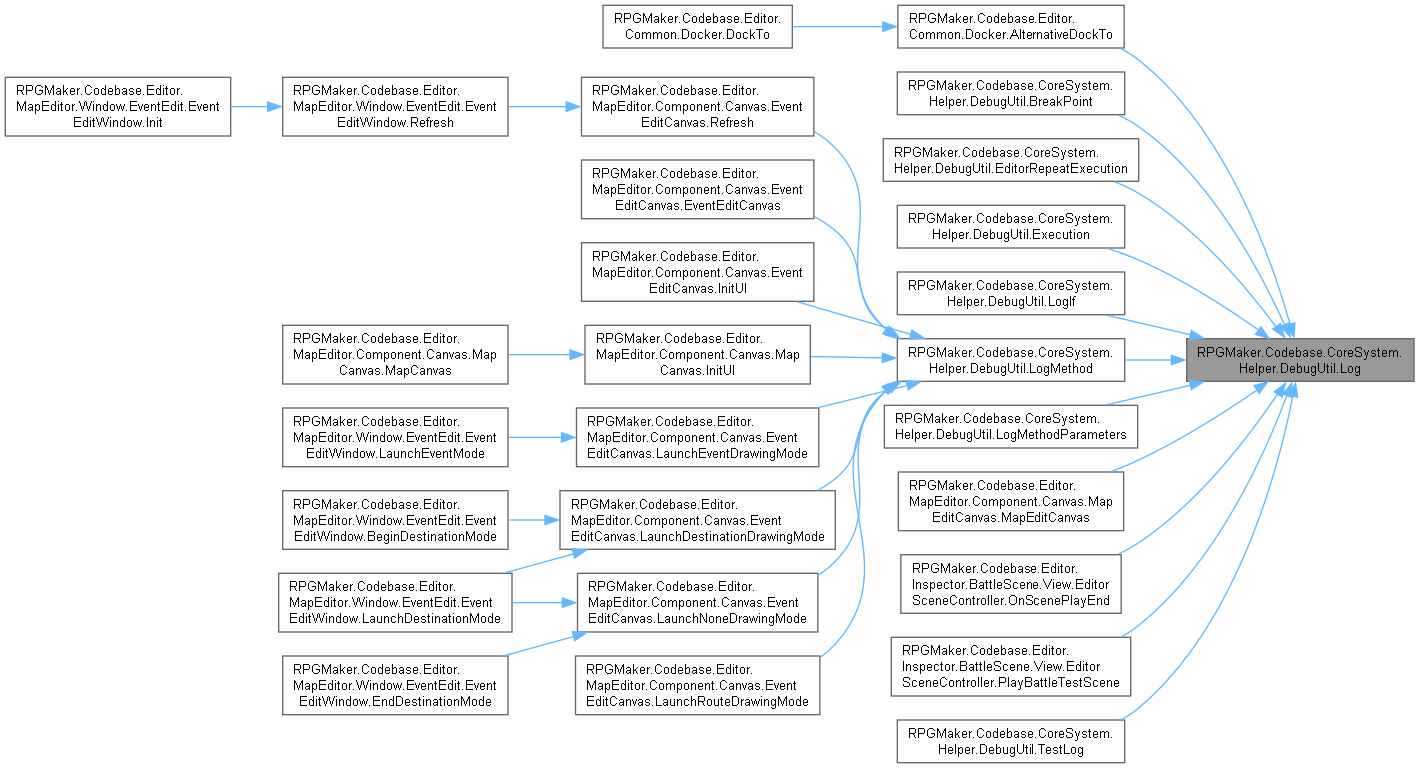 RPGMaker.Codebase.Editor.
Common.Docker.DockTo
RPGMaker.Codebase.Editor.
Common.Docker.AlternativeDockTo
RPGMaker.Codebase.Editor.
MapEditor.Window.EventEdit.Event
EditWindow.Init
RPGMaker.Codebase.Editor.
MapEditor.Window.EventEdit.Event
EditWindow.Refresh
RPGMaker.Codebase.Editor.
MapEditor.Component.Canvas.Event
EditCanvas.Refresh
RPGMaker.Codebase.CoreSystem.
Helper.DebugUtil.BreakPoint
RPGMaker.Codebase.CoreSystem.
Helper.DebugUtil.EditorRepeatExecution
RPGMaker.Codebase.Editor.
MapEditor.Component.Canvas.Event
EditCanvas.EventEditCanvas
RPGMaker.Codebase.CoreSystem.
Helper.DebugUtil.Execution
RPGMaker.Codebase.Editor.
MapEditor.Component.Canvas.Event
EditCanvas.InitUI
RPGMaker.Codebase.CoreSystem.
Helper.DebugUtil.LogIf
RPGMaker.Codebase.Editor.
MapEditor.Component.Canvas.Map
Canvas.MapCanvas
RPGMaker.Codebase.Editor.
MapEditor.Component.Canvas.Map
Canvas.InitUI
RPGMaker.Codebase.CoreSystem.
Helper.DebugUtil.LogMethod
RPGMaker.Codebase.CoreSystem.
Helper.DebugUtil.Log
RPGMaker.Codebase.Editor.
MapEditor.Window.EventEdit.Event
EditWindow.LaunchEventMode
RPGMaker.Codebase.Editor.
MapEditor.Component.Canvas.Event
EditCanvas.LaunchEventDrawingMode
RPGMaker.Codebase.CoreSystem.
Helper.DebugUtil.LogMethodParameters
RPGMaker.Codebase.Editor.
MapEditor.Component.Canvas.Map
EditCanvas.MapEditCanvas
RPGMaker.Codebase.Editor.
MapEditor.Window.EventEdit.Event
EditWindow.BeginDestinationMode
RPGMaker.Codebase.Editor.
MapEditor.Component.Canvas.Event
EditCanvas.LaunchDestinationDrawingMode
RPGMaker.Codebase.Editor.
Inspector.BattleScene.View.Editor
SceneController.OnScenePlayEnd
RPGMaker.Codebase.Editor.
MapEditor.Window.EventEdit.Event
EditWindow.LaunchDestinationMode
RPGMaker.Codebase.Editor.
MapEditor.Component.Canvas.Event
EditCanvas.LaunchNoneDrawingMode
RPGMaker.Codebase.Editor.
Inspector.BattleScene.View.Editor
SceneController.PlayBattleTestScene
RPGMaker.Codebase.Editor.
MapEditor.Window.EventEdit.Event
EditWindow.EndDestinationMode
RPGMaker.Codebase.Editor.
MapEditor.Component.Canvas.Event
EditCanvas.LaunchRouteDrawingMode
RPGMaker.Codebase.CoreSystem.
Helper.DebugUtil.TestLog